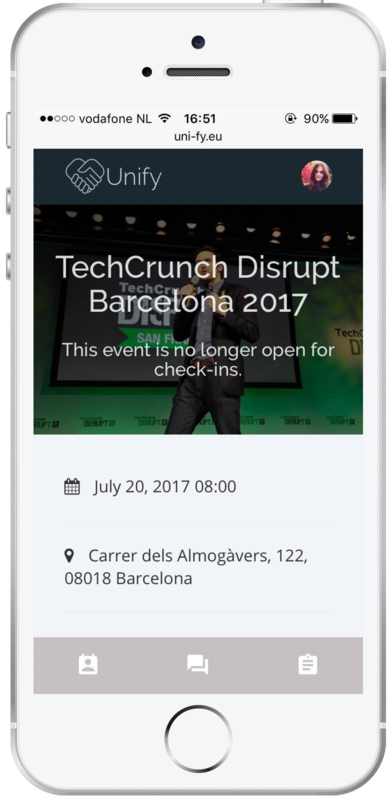 vodafone NL 16:51 90%
uni-fy.eu
Unify
TechCrunch Disrupt
Barcelona 2017
This event is no longer open for
check-ins.
July 20, 2017 08:00
Carrer dels Almogàvers, 122,
08018 Barcelona